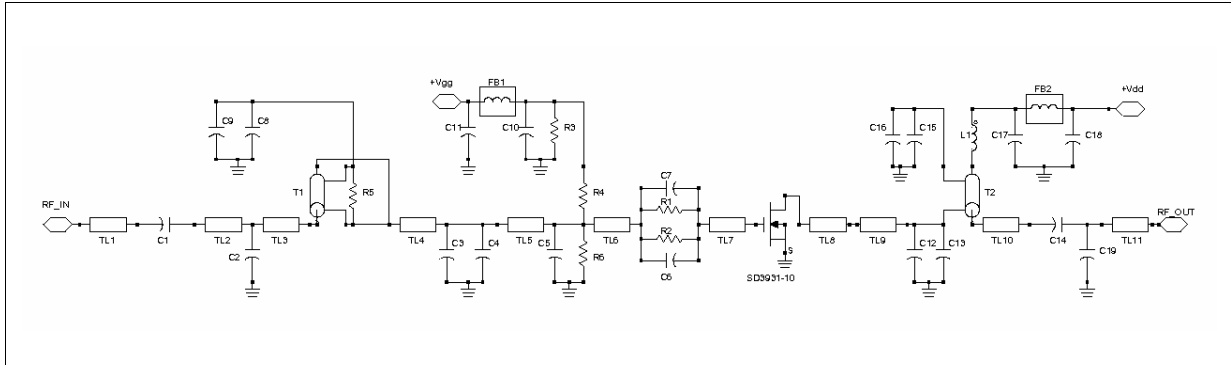 +Vgg
FB1
FB2
+Vdd
C9
C8
C11
C10
R3
C16
C15
L1
C17
C18
T1
R5
R4
C7
R1
T2
RF_IN
RF_OUT
TL1
C1
TL2
TL3
TL4
C3
C4
TL5
C5
TL6
R2
TL7
TL8
TL9
C12
C13
TL10
C14
TL11
C2
R6
C6
S
C19
SD3931-10